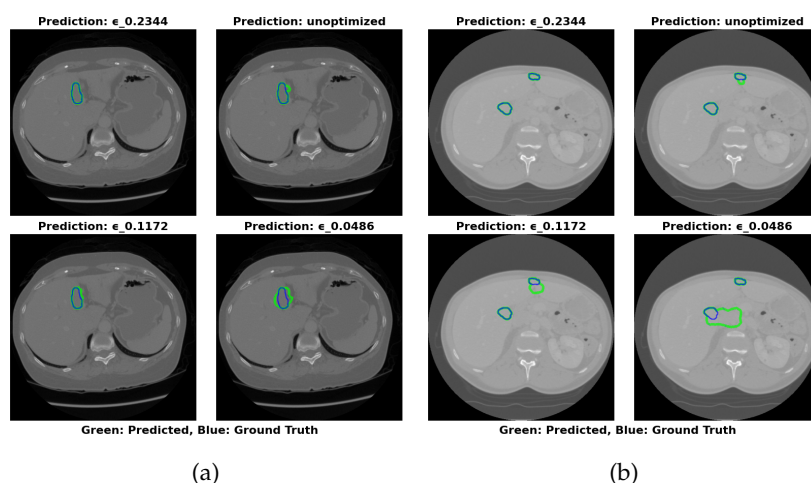 Prediction: ϵ_0.2344 Prediction: unoptimized Prediction: ϵ_0.2344 Prediction: unoptimized
Prediction: ϵ_0.1172 Prediction: ϵ_0.0486 Prediction: ϵ_0.1172 Prediction: ϵ_0.0486
Green: Predicted, Blue: Ground Truth Green: Predicted, Blue: Ground Truth
(a) (b)